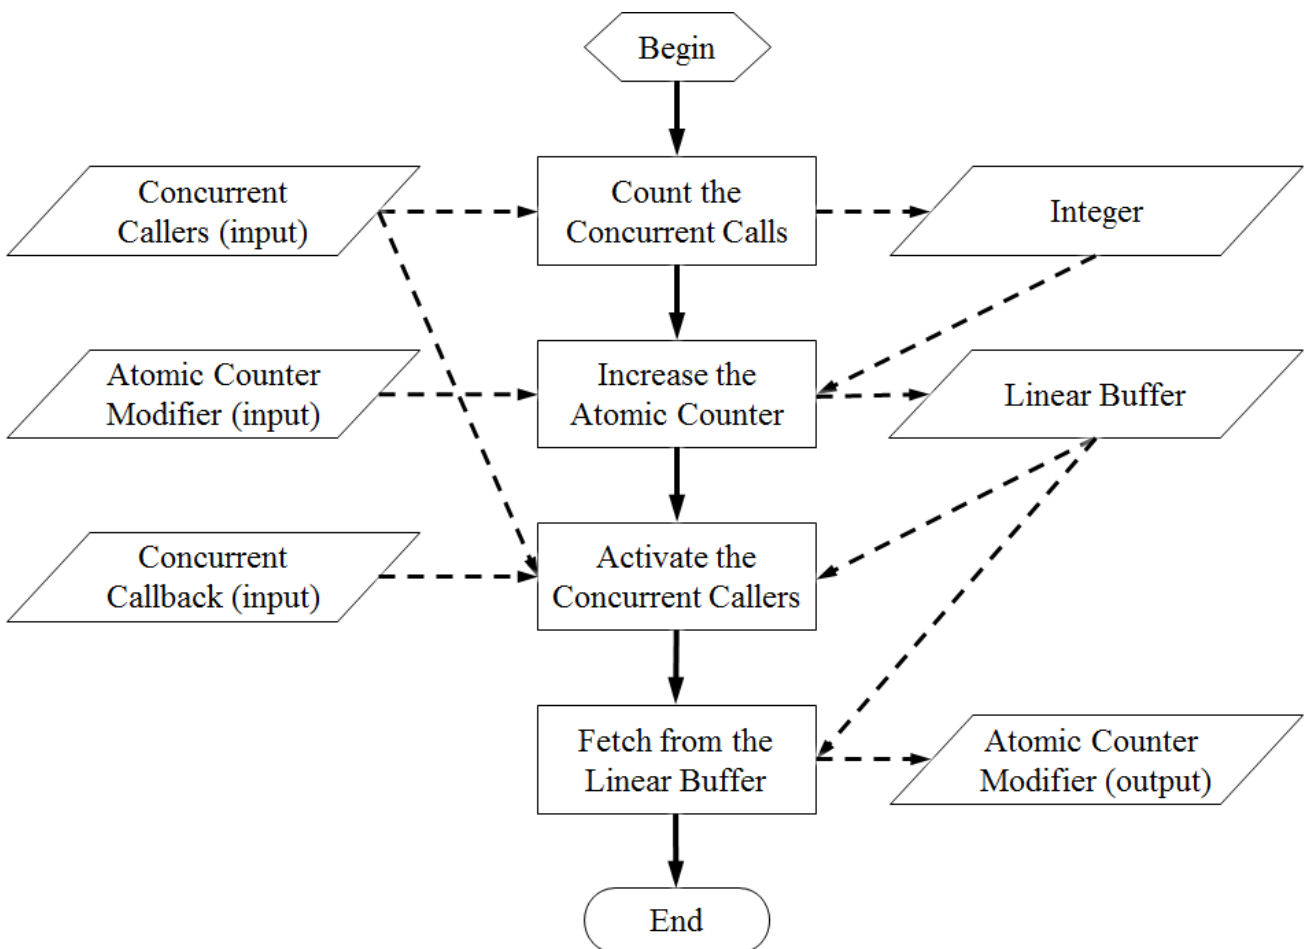 Begin
Concurrent
Callers (input)
Count the
Concurrent Calls
Integer
Atomic Counter
Modifier (input)
Increase the
Atomic Counter
Linear Buffer
Concurrent
Callback (input)
Activate the
Concurrent Callers
Fetch from the
Linear Buffer
Atomic Counter
Modifier (output)
End